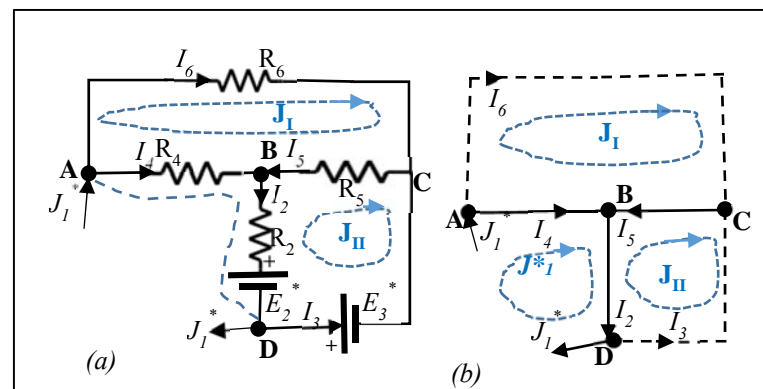 I6 R6
JI
A I4 R4 B I5 C
J1* R5
I2 JII
R2
+
E2* I3 E3*
J1* +
D
(a)
I6
JI
A B C
J1* I4 I5
J*1 JII
I2
J1* I3
D
(b)